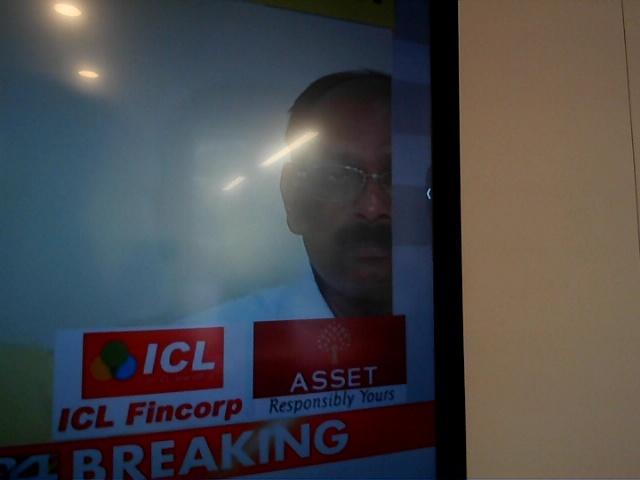 ICL
ICL Fincorp
ASSET
Responsibly Yours
BREAKING